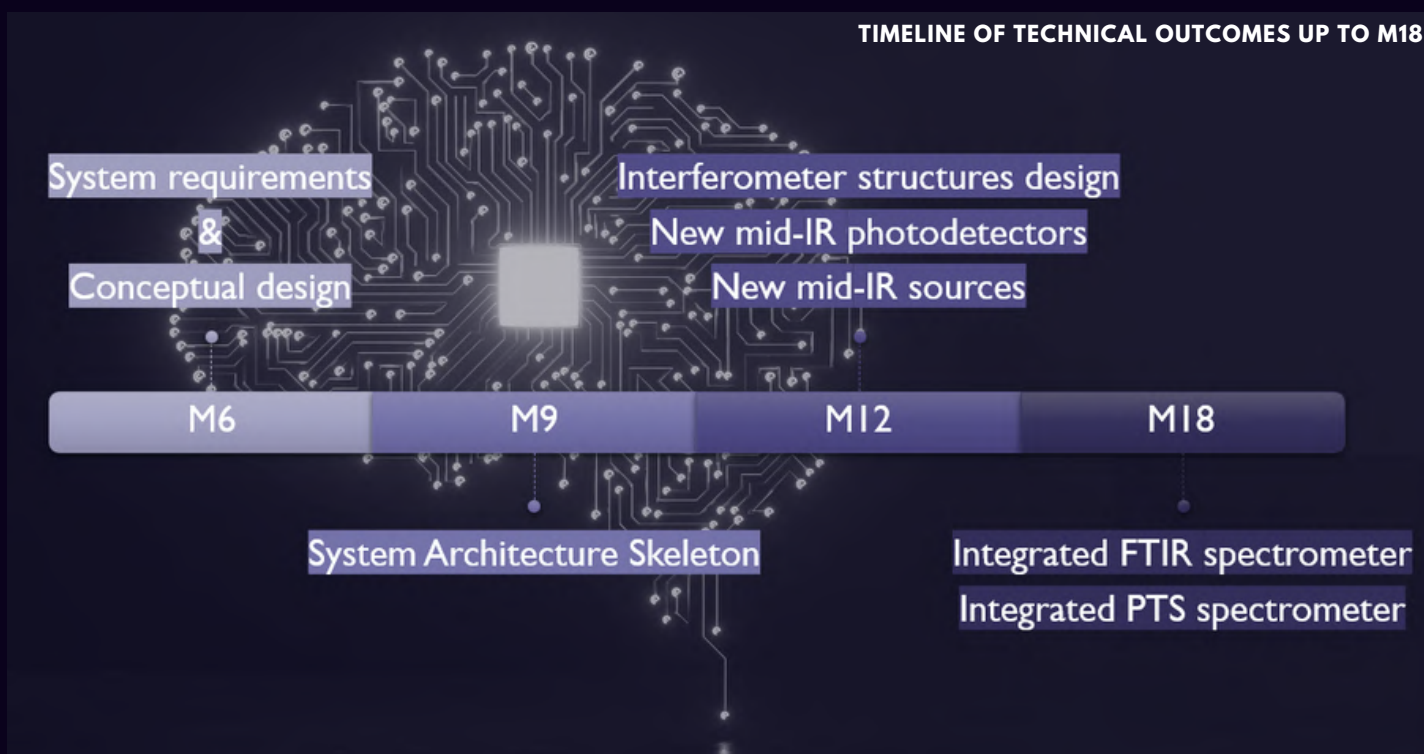 TIMELINE OF TECHNICAL OUTCOMES UP TO M18
System requirements
&
Conceptual design
Interferometer structures design
New mid-IR photodetectors
New mid-IR sources
M6
M9
M12
M18
System Architecture Skeleton
Integrated FTIR spectrometer
Integrated PTS spectrometer